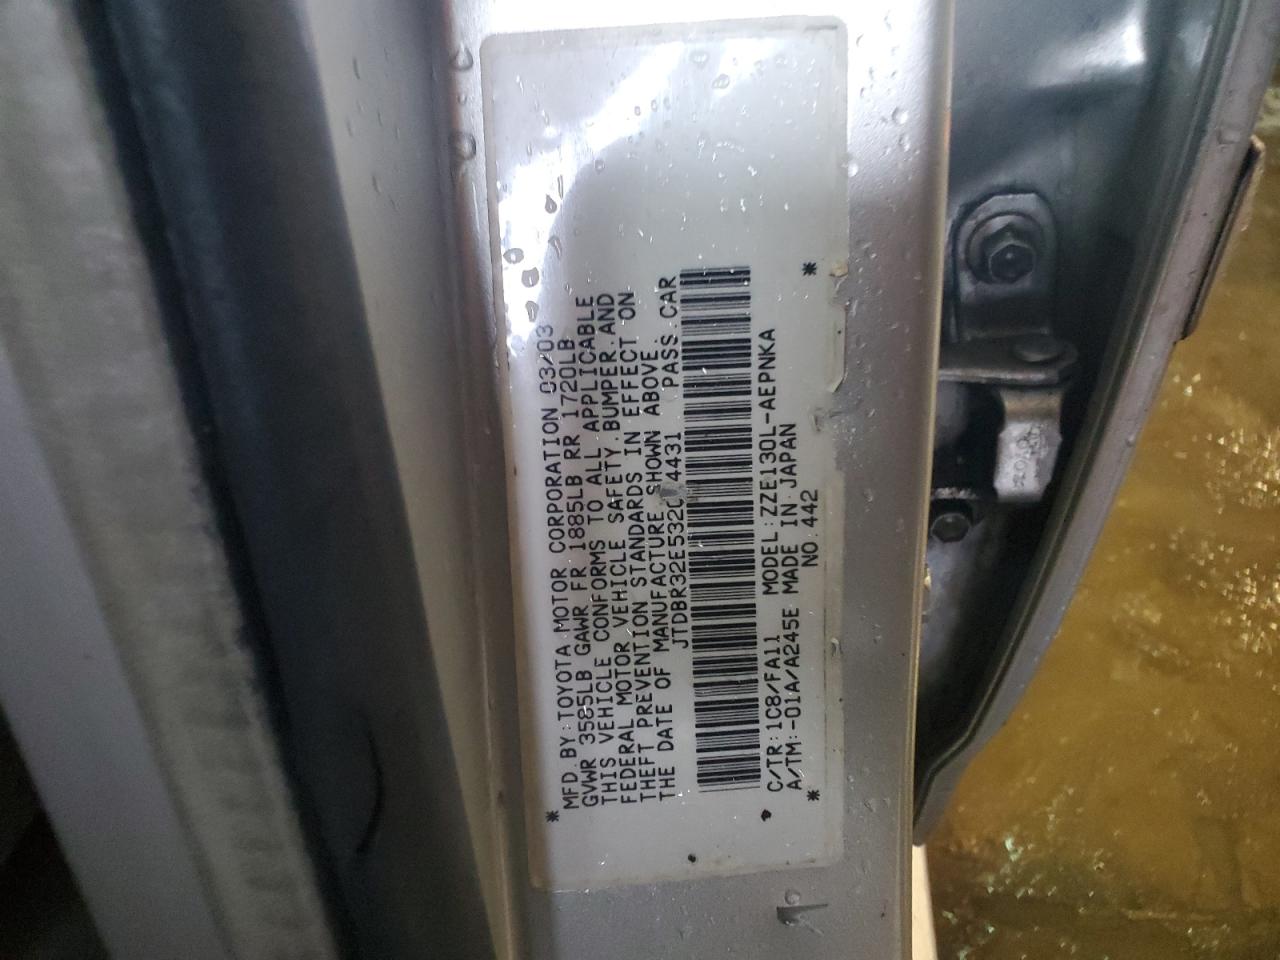 *
MFD. BY: TOYOTA MOTOR CORPORATION 03/03
GVWR 3585LB GAWR FR 1885LB RR 1720LB
THIS VEHICLE CONFORMS TO ALL APPLICABLE
FEDERAL MOTOR VEHICLE SAFETY, BUMPER, AND
THEFT PREVENTION STANDARDS IN EFFECT ON
THE DATE OF MANUFACTURE SHOWN ABOVE.
PASS. CAR
C/TR: 1C8/FA11 MODEL: ZZE130L-AEPNKA
A/TM: -01A/A245E MADE IN JAPAN
* NO. 442 *